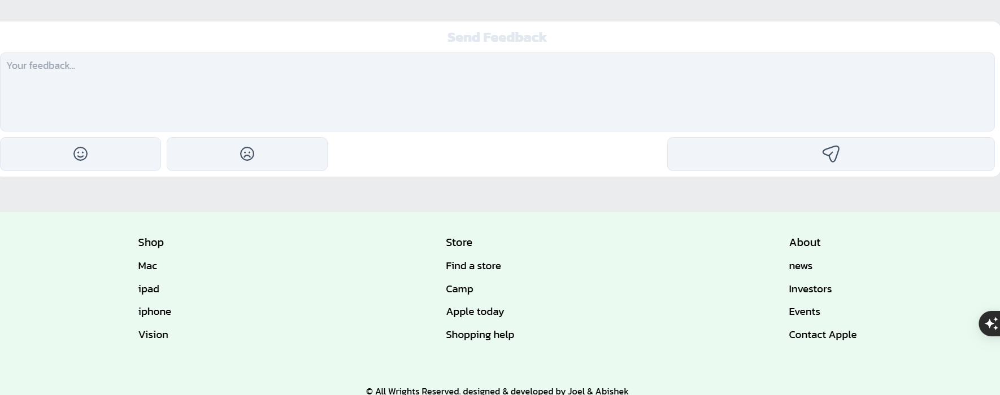 Send Feedback
Your feedback...
Shop
Mac
ipad
iphone
Vision
Store
Find a store
Camp
Apple today
Shopping help
About
news
Investors
Events
Contact Apple
© All Wrights Reserved. designed & developed by Joel & Abishek